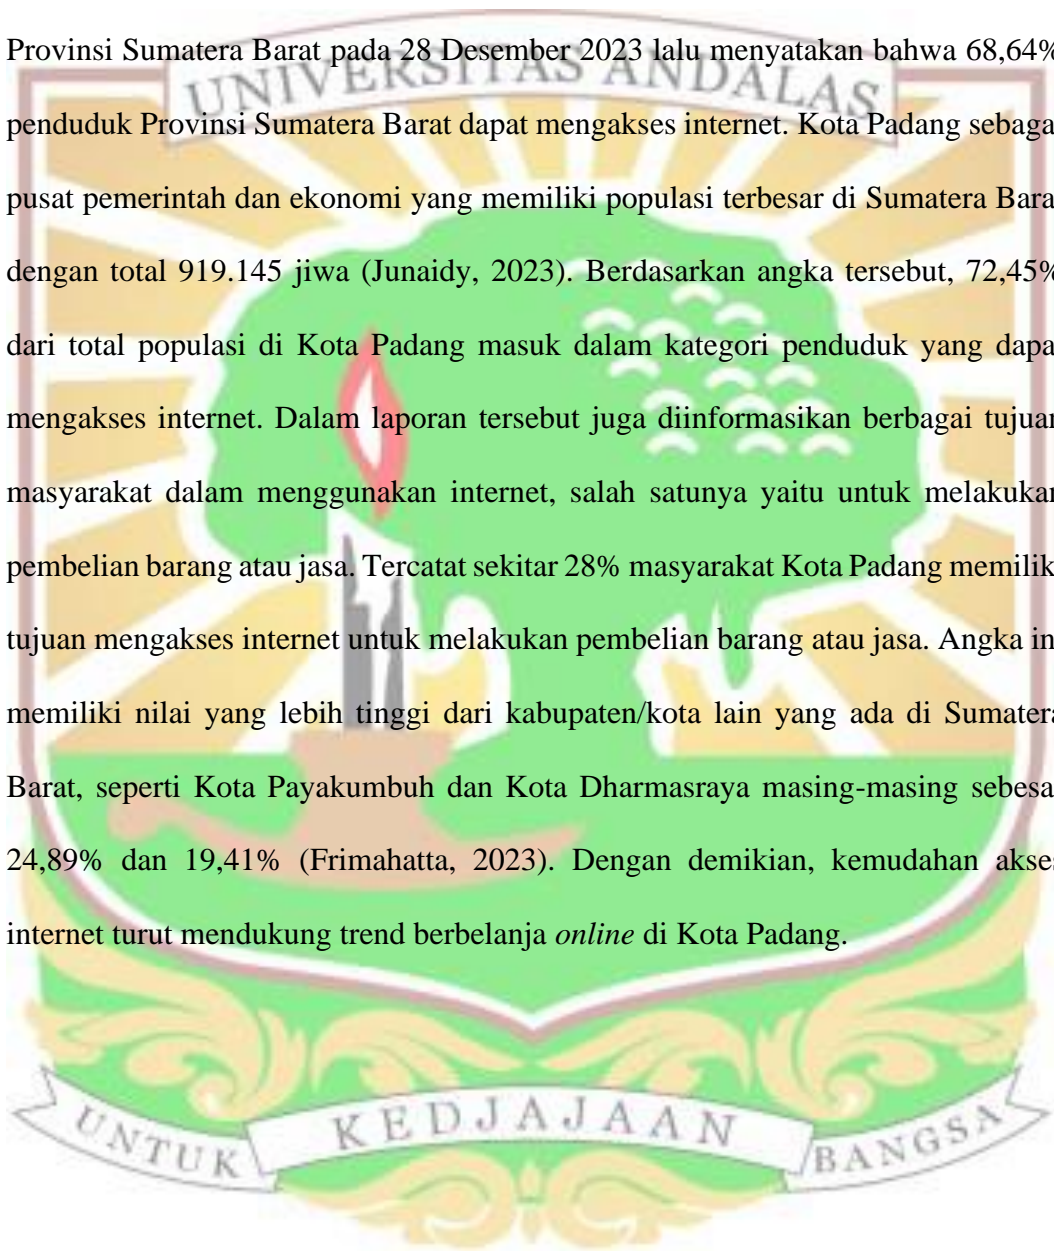 Provinsi Sumatera Barat pada 28 Desember 2023 lalu menyatakan bahwa 68,64%
UNIVERSITAS ANDALAS
penduduk Provinsi Sumatera Barat dapat mengakses internet. Kota Padang sebaga
pusat pemerintah dan ekonomi yang memiliki populasi terbesar di Sumatera Bara
dengan total 919.145 jiwa (Junaidy, 2023). Berdasarkan angka tersebut, 72,45%
dari total populasi di Kota Padang masuk dalam kategori penduduk yang dapa
mengakses internet. Dalam laporan tersebut juga diinformasikan berbagai tujuan
masyarakat dalam menggunakan internet, salah satunya yaitu untuk melakukan
pembelian barang atau jasa. Tercatat sekitar 28% masyarakat Kota Padang memilik
tujuan mengakses internet untuk melakukan pembelian barang atau jasa. Angka in
memiliki nilai yang lebih tinggi dari kabupaten/kota lain yang ada di Sumatera
Barat, seperti Kota Payakumbuh dan Kota Dharmasraya masing-masing sebesa
24,89% dan 19,41% (Frimahatta, 2023). Dengan demikian, kemudahan akses
internet turut mendukung trend berbelanja online di Kota Padang.
UNTUK KEDJAJAAN BANGSA